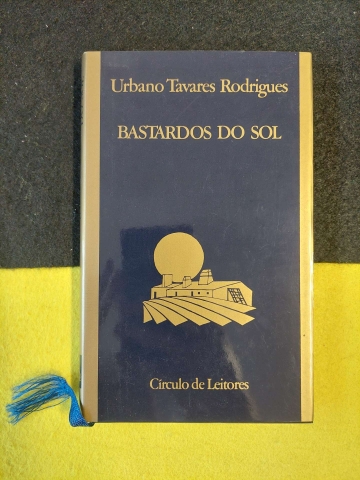 Urbano Tavares Rodrigues
BASTARDOS DO SOL
Círculo de Leitores